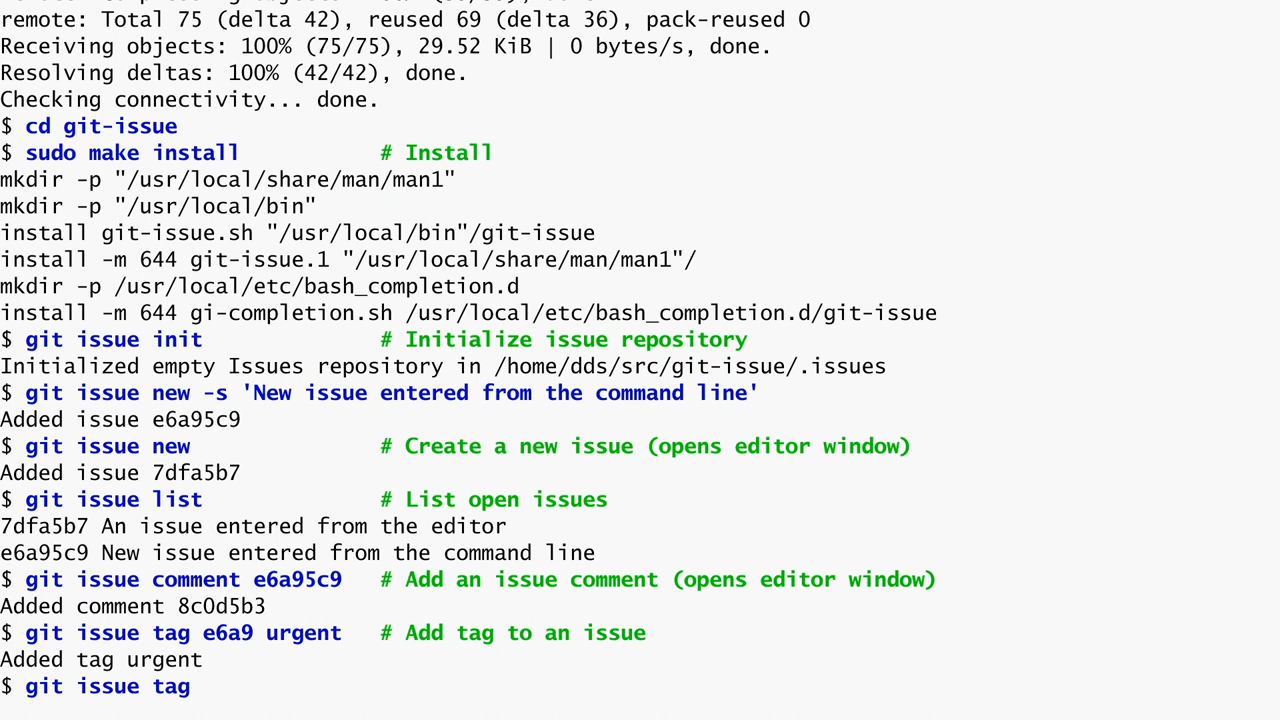 remote: Total 75 (delta 42), reused 69 (delta 36), pack-reused 0
Receiving objects: 100% (75/75), 29.52 KiB | 0 bytes/s, done.
Resolving deltas: 100% (42/42), done.
Checking connectivity... done.
$ cd git-issue
$ sudo make install # Install
mkdir -p "/usr/local/share/man/man1"
mkdir -p "/usr/local/bin"
install git-issue.sh "/usr/local/bin"/git-issue
install -m 644 git-issue.1 "/usr/local/share/man/man1"/
mkdir -p /usr/local/etc/bash_completion.d
install -m 644 gi-completion.sh /usr/local/etc/bash_completion.d/git-issue
$ git issue init # Initialize issue repository
Initialized empty Issues repository in /home/dds/src/git-issue/.issues
$ git issue new -s 'New issue entered from the command line'
Added issue e6a95c9
$ git issue new # Create a new issue (opens editor window)
Added issue 7dfa5b7
$ git issue list # List open issues
7dfa5b7 An issue entered from the editor
e6a95c9 New issue entered from the command line
$ git issue comment e6a95c9 # Add an issue comment (opens editor window)
Added comment 8c0d5b3
$ git issue tag e6a9 urgent # Add tag to an issue
Added tag urgent
$ git issue tag